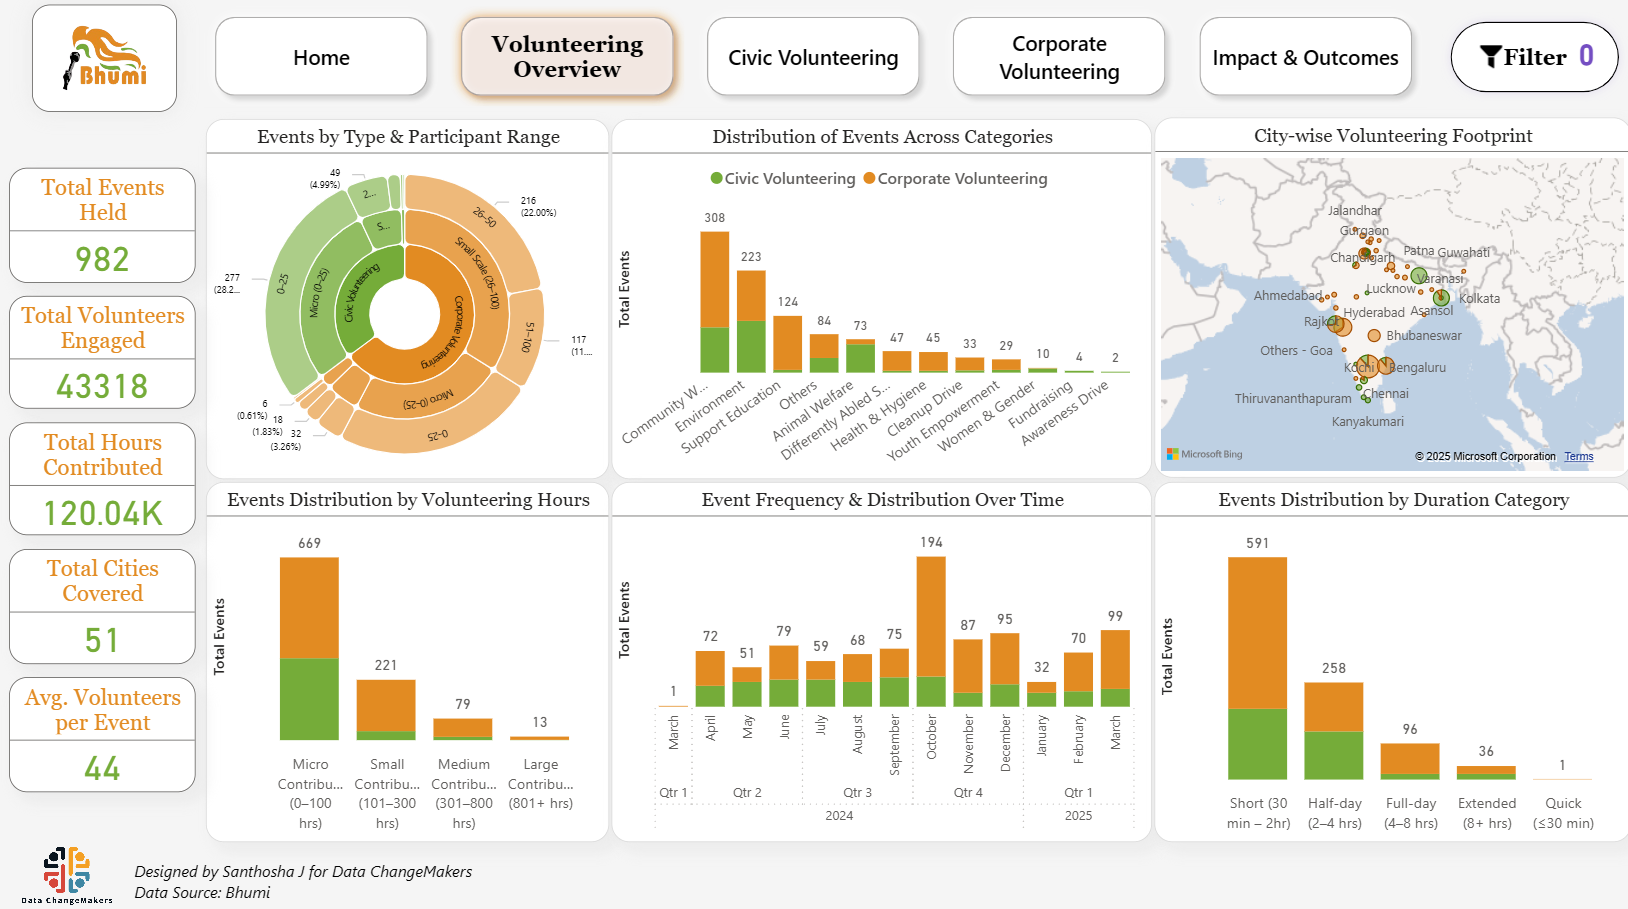 Bhumi
Home
Volunteering
Overview
Civic Volunteering
Corporate
Volunteering
Impact & Outcomes
Filter 0
Total Events
Held
982
Total Volunteers
Engaged
43318
Total Hours
Contributed
120.04K
Total Cities
Covered
51
Avg. Volunteers
per Event
44
Events by Type & Participant Range
49
(4.99%)
216
(22.00%)
277
(28.2...
117
(11....
6
(0.61%)
18
(1.83%)
32
(3.26%)
2...
S...
0-25
Micro (0-25)
Civic Volunteering
26-50
Small Scale (26-100)
Corporate Volunteering
51-100
Micro (0-25)
0-25
Distribution of Events Across Categories
Civic Volunteering Corporate Volunteering
Total Events
308
223
124
84
73
47
45
33
29
10
4
2
Community W...
Environment
Support Education
Others
Animal Welfare
Differently Abled S...
Health & Hygiene
Cleanup Drive
Youth Empowerment
Women & Gender
Fundraising
Awareness Drive
City-wise Volunteering Footprint
Jalandhar
Gurgaon
Chandigarh
Patna Guwahati
Varanasi
Lucknow
Ahmedabad
Kolkata
Hyderabad Asansol
Rajkot
Bhubaneswar
Others - Goa
Kochi Bengaluru
Thiruvananthapuram Chennai
Kanyakumari
Microsoft Bing
© 2025 Microsoft Corporation Terms
Events Distribution by Volunteering Hours
Total Events
669
221
79
13
Micro
Contribu...
(0–100
hrs)
Small
Contribu...
(101–300
hrs)
Medium
Contribu...
(301–800
hrs)
Large
Contribu...
(801+ hrs)
Event Frequency & Distribution Over Time
Total Events
1
72
51
79
59
68
75
194
87
95
32
70
99
March
April
May
June
July
August
September
October
November
December
January
February
March
Qtr 1 Qtr 2 Qtr 3 Qtr 4 Qtr 1
2024 2025
Events Distribution by Duration Category
Total Events
591
258
96
36
1
Short (30
min – 2hr)
Half-day
(2–4 hrs)
Full-day
(4–8 hrs)
Extended
(8+ hrs)
Quick
(≤30 min)
Data ChangeMakers
Designed by Santhosha J for Data ChangeMakers
Data Source: Bhumi